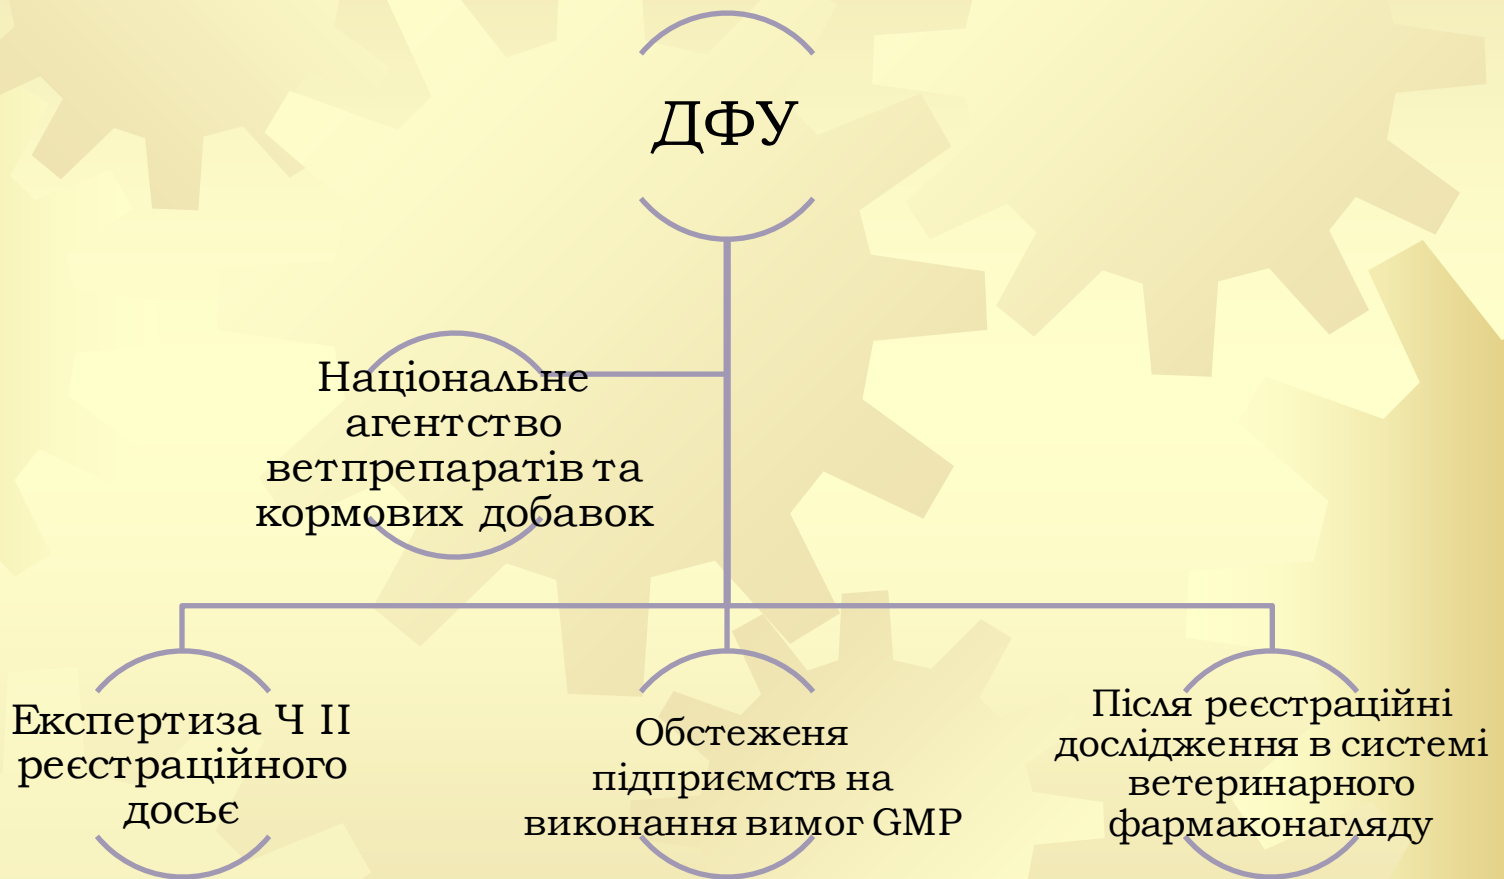 ДФУ
Національне
агентство
ветпрепаратів та
кормових добавок
Експертиза Ч ІІ
реєстраційного
досьє
Обстеженя
підприємств на
виконання вимог GMP
Після реєстраційні
дослідження в системі
ветеринарного
фармаконагляду